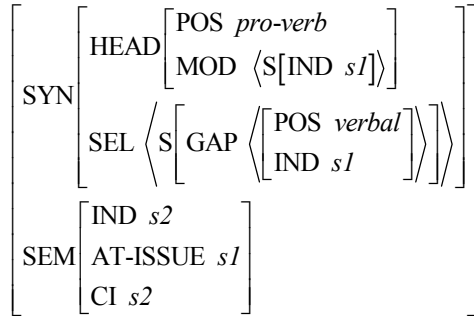 POS pro-verb
HEAD
MOD ⟨S[IND s1]⟩
SYN
POS verbal
SEL ⟨S[GAP ⟨[ ]⟩]⟩
IND s1
IND s2
SEM AT-ISSUE s1
CI s2